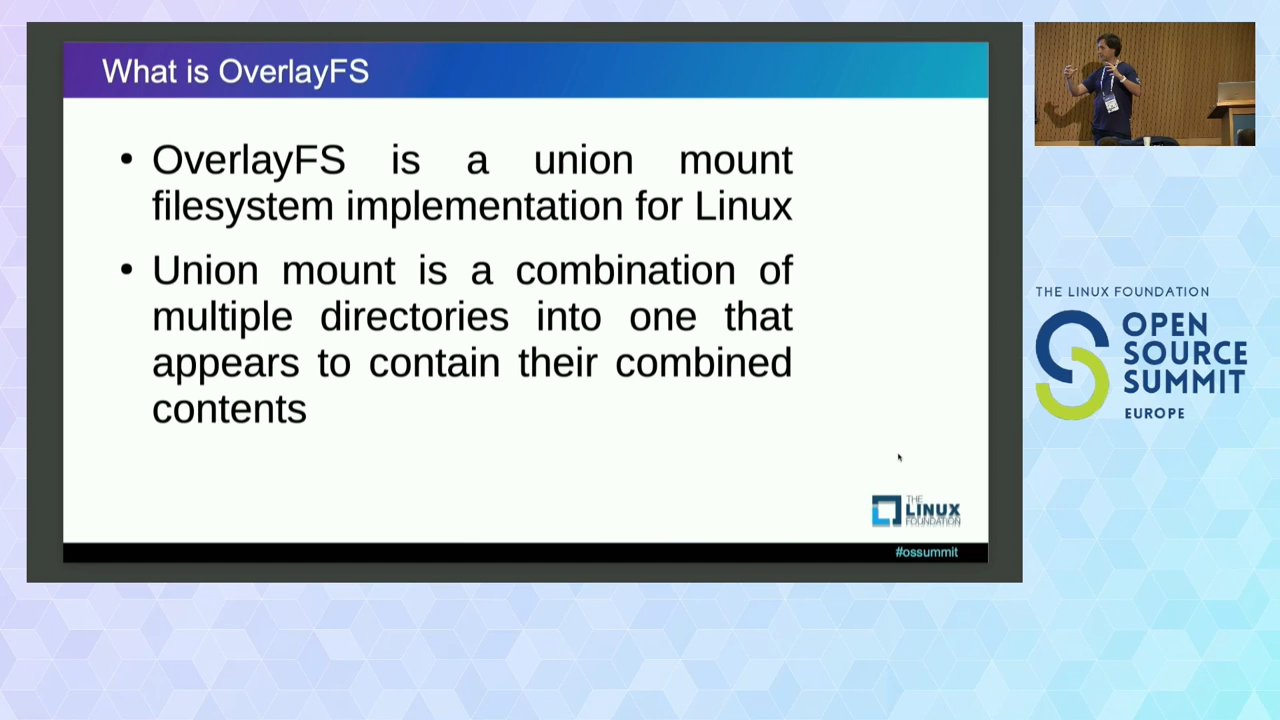 What is OverlayFS
• OverlayFS is a union mount
filesystem implementation for Linux
• Union mount is a combination of
multiple directories into one that
appears to contain their combined
contents
THE
LINUX
FOUNDATION
#ossummit
THE LINUX FOUNDATION
OPEN
SOURCE
SUMMIT
EUROPE